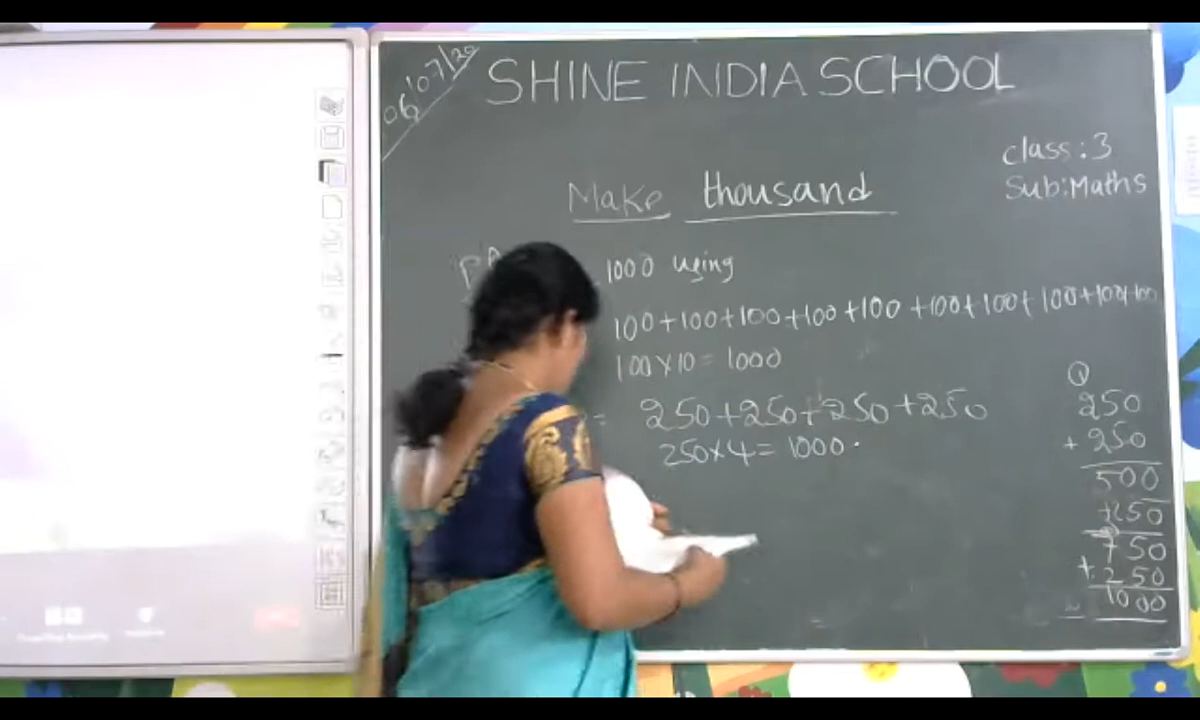 06/07/20
SHINE INDIA SCHOOL
class:3
Sub:Maths
Make thousand
1000 using
100+100+100+100+100+100+100+100+100+100
100×10=1000
= 250+250+250+250
250×4=1000.
Q
250
+250
500
+250
750
+250
1000